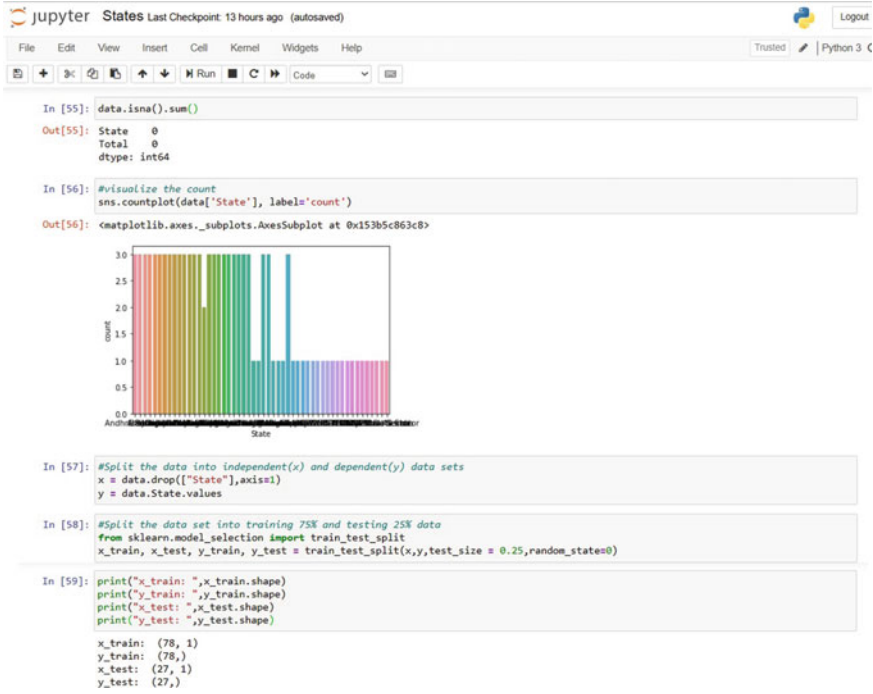 jupyter States Last Checkpoint: 13 hours ago (autosaved)
Logout
File Edit View Insert Cell Kernel Widgets Help
Trusted Python 3
Run Code
In [55]: data.isna().sum()
Out[55]: State 0
Total 0
dtype: int64
In [56]: #visualize the count
sns.countplot(data['State'], label='count')
Out[56]: <matplotlib.axes._subplots.AxesSubplot at 0x153b5c863c8>
3.0
2.5
2.0
1.5
1.0
0.5
0.0
count
State
In [57]: #Split the data into independent(x) and dependent(y) data sets
x = data.drop(["State"],axis=1)
y = data.State.values
In [58]: #Split the data set into training 75% and testing 25% data
from sklearn.model_selection import train_test_split
x_train, x_test, y_train, y_test = train_test_split(x,y,test_size = 0.25,random_state=0)
In [59]: print("x_train: ",x_train.shape)
print("y_train: ",y_train.shape)
print("x_test: ",x_test.shape)
print("y_test: ",y_test.shape)
x_train: (78, 1)
y_train: (78,)
x_test: (27, 1)
y_test: (27,)